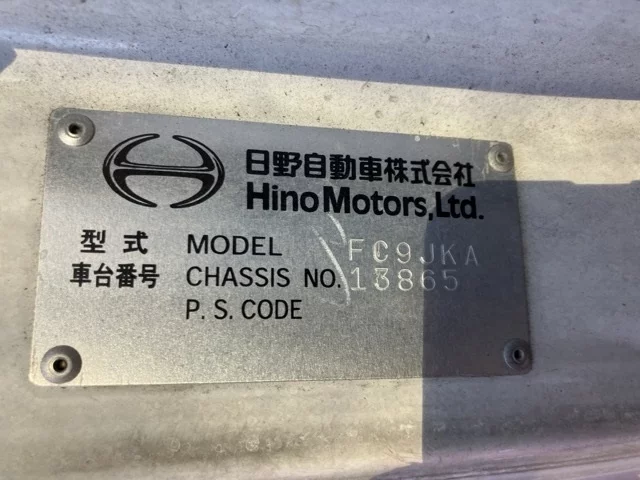 日野自動車株式会社
Hino Motors, Ltd.
型式 MODEL FC9JKA
車台番号 CHASSIS NO. 13865
P. S. CODE